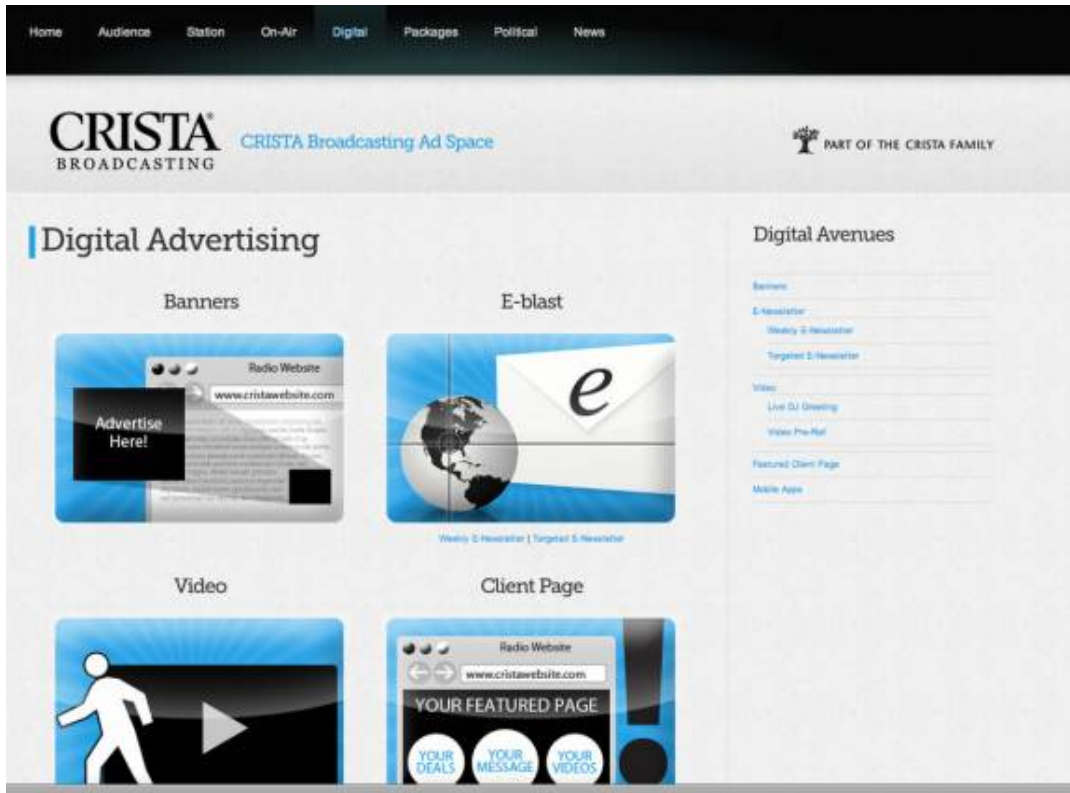 Home Audience Station On-Air Digital Packages Political News
CRISTA
BROADCASTING
CRISTA Broadcasting Ad Space
PART OF THE CRISTA FAMILY
Digital Advertising
Banners
Radio Website
www.cristawebsite.com
Advertise
Here!
E-blast
e
Weekly E-Newsletter | Targeted E-Newsletter
Video
Client Page
Radio Website
www.cristawebsite.com
YOUR FEATURED PAGE
YOUR
DEALS
YOUR
MESSAGE
YOUR
VIDEOS
!
Digital Avenues
Banners
E-Newsletter
Weekly E-Newsletter
Targeted E-Newsletter
Video
Live DJ Greeting
Video Pre-Roll
Featured Client Page
Mobile Apps